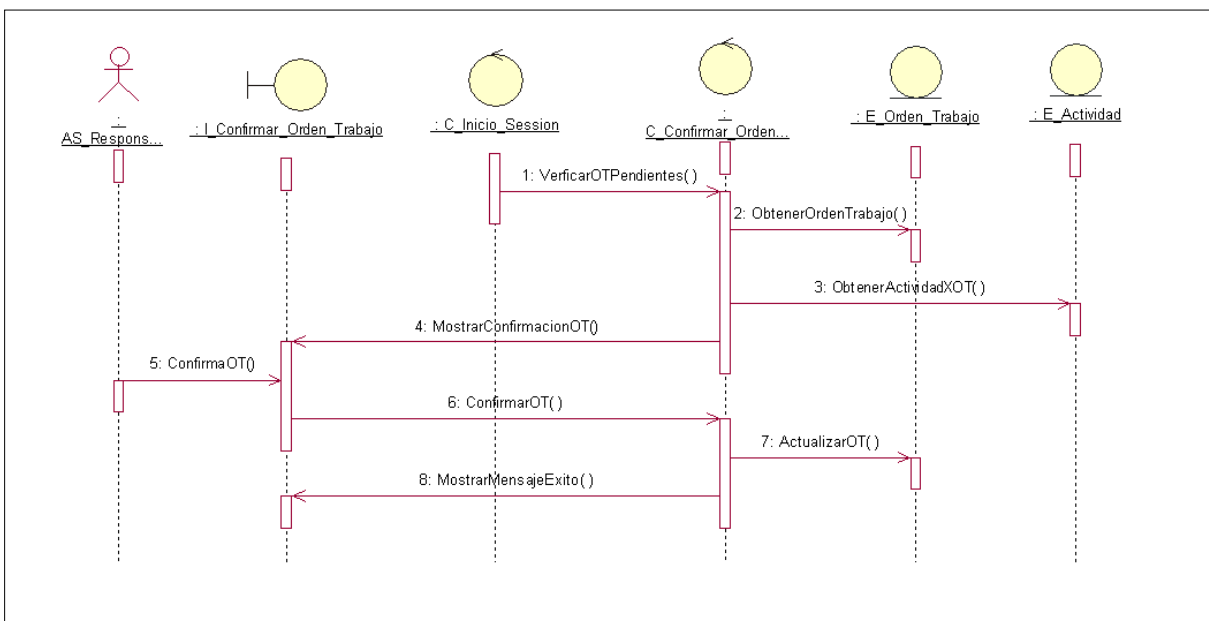 :
AS_Respons...
: I_Confirmar_Orden_Trabajo
: C_Inicio_Session
:
C_Confirmar_Orden...
: E_Orden_Trabajo
: E_Actividad
1: VerficarOTPendientes( )
2: ObtenerOrdenTrabajo( )
3: ObtenerActividadXOT( )
4: MostrarConfirmacionOT()
5: ConfirmaOT()
6: ConfirmarOT( )
7: ActualizarOT( )
8: MostrarMensajeExito( )